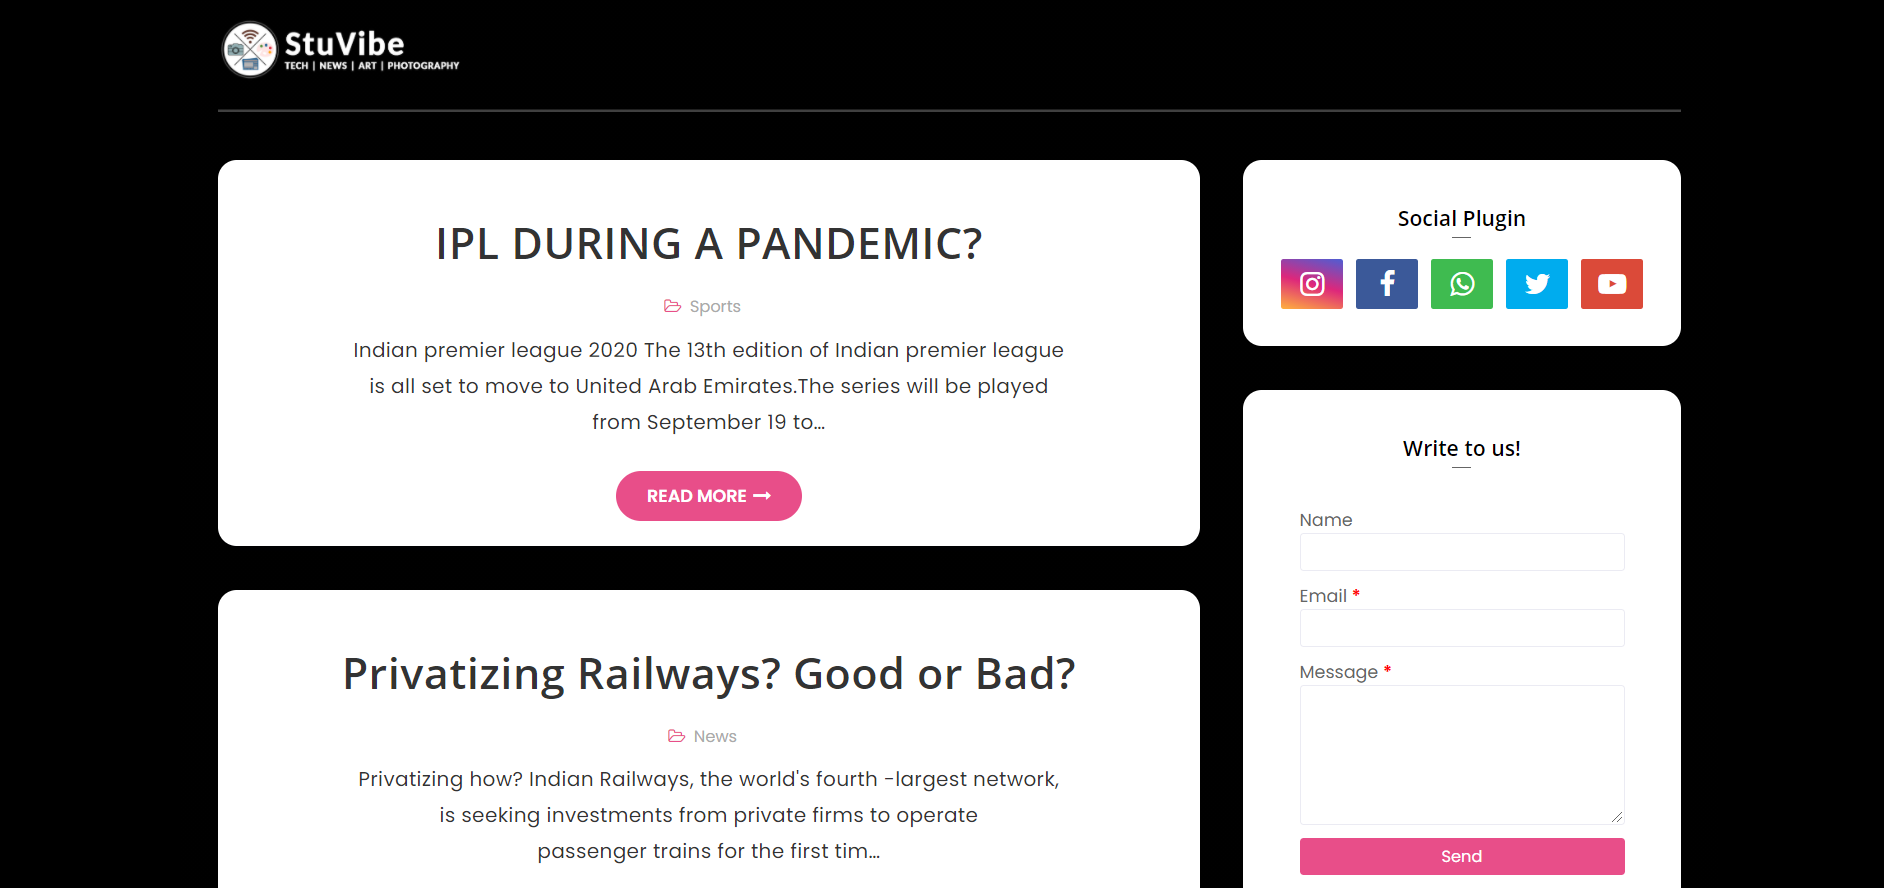 StuVibe
TECH | NEWS | ART | PHOTOGRAPHY
IPL DURING A PANDEMIC?
Sports
Indian premier league 2020 The 13th edition of Indian premier league
is all set to move to United Arab Emirates.The series will be played
from September 19 to...
READ MORE
Privatizing Railways? Good or Bad?
News
Privatizing how? Indian Railways, the world's fourth -largest network,
is seeking investments from private firms to operate
passenger trains for the first tim...
Social Plugin
Write to us!
Name
Email *
Message *
Send